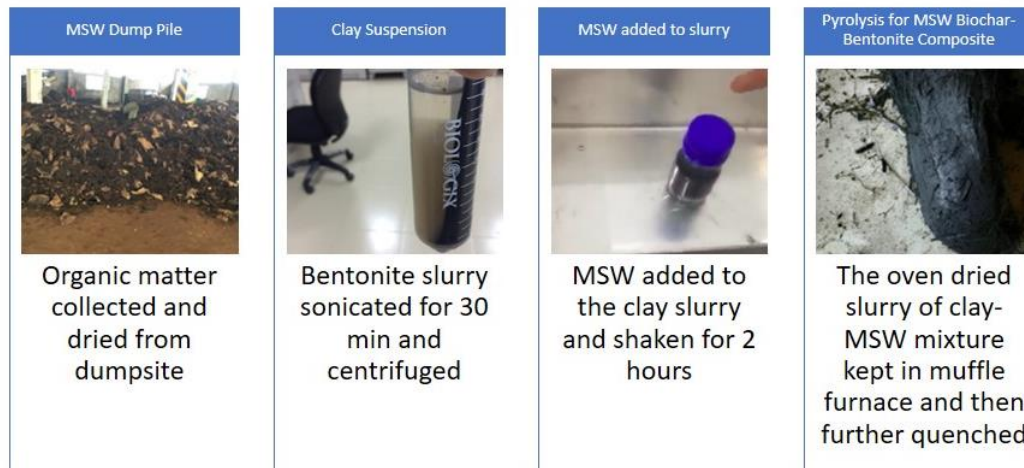 MSW Dump Pile
Organic matter
collected and
dried from
dumpsite
Clay Suspension
BIOLOGIX
Bentonite slurry
sonicated for 30
min and
centrifuged
MSW added to slurry
MSW added to
the clay slurry
and shaken for 2
hours
Pyrolysis for MSW Biochar-
Bentonite Composite
The oven dried
slurry of clay-
MSW mixture
kept in muffle
furnace and then
further quenched